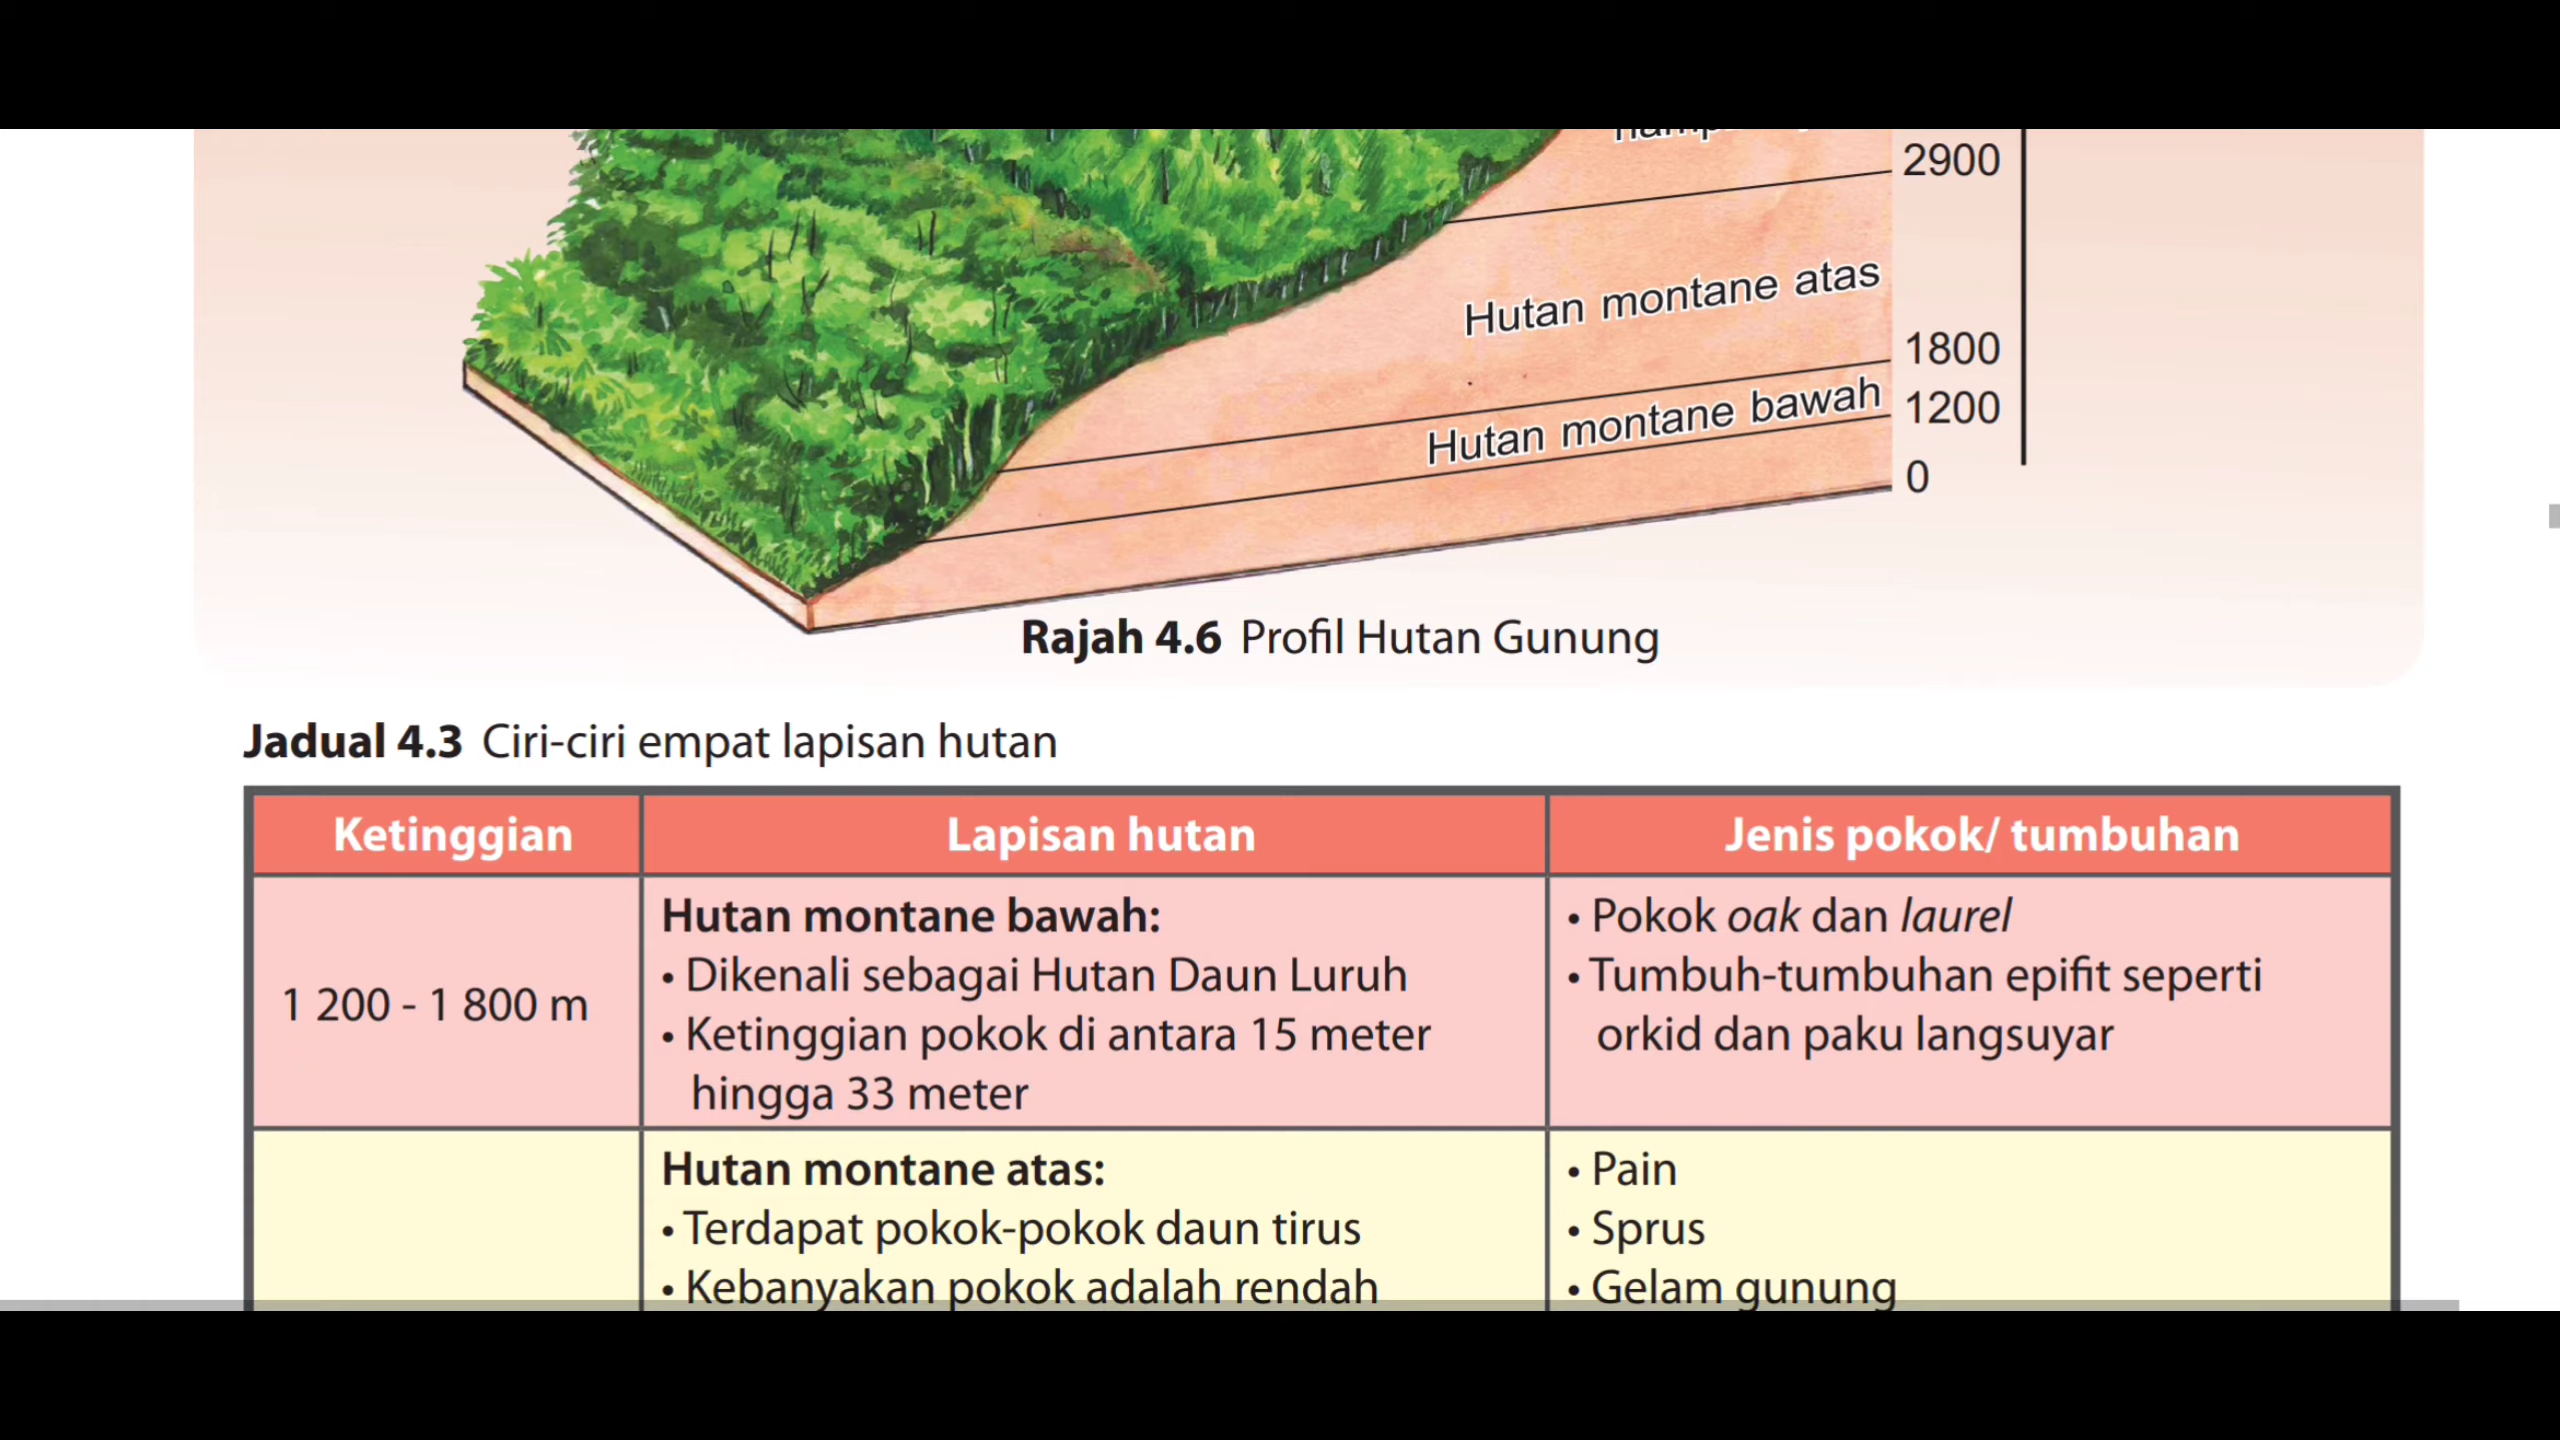 2900
Hutan montane atas
1800
Hutan montane bawah
1200
0
Rajah 4.6 Profil Hutan Gunung
Jadual 4.3 Ciri-ciri empat lapisan hutan
Ketinggian
Lapisan hutan
Jenis pokok/ tumbuhan
1 200 - 1 800 m
Hutan montane bawah:
• Dikenali sebagai Hutan Daun Luruh
• Ketinggian pokok di antara 15 meter
hingga 33 meter
• Pokok oak dan laurel
• Tumbuh-tumbuhan epifit seperti
orkid dan paku langsuyar
Hutan montane atas:
• Terdapat pokok-pokok daun tirus
• Kebanyakan pokok adalah rendah
• Pain
• Sprus
• Gelam gunung